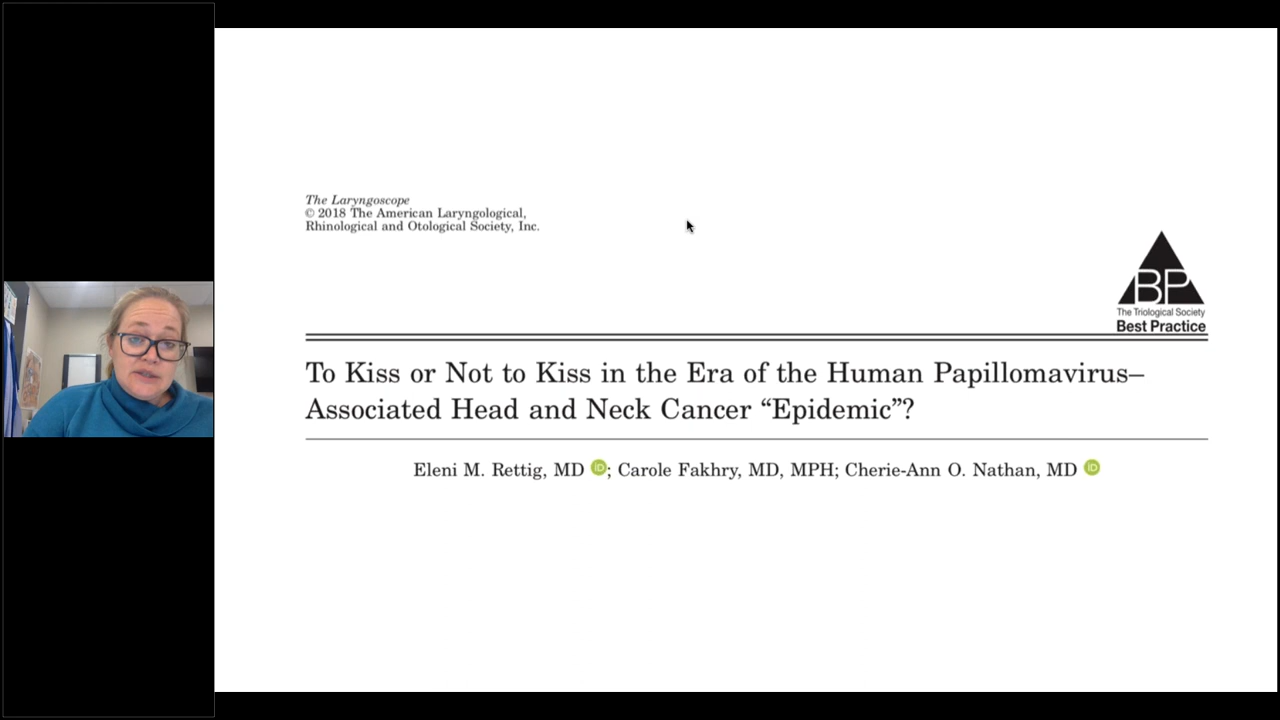 The Laryngoscope
© 2018 The American Laryngological,
Rhinological and Otological Society, Inc.
BP
The Triological Society
Best Practice
To Kiss or Not to Kiss in the Era of the Human Papillomavirus–
Associated Head and Neck Cancer “Epidemic”?
Eleni M. Rettig, MD iD; Carole Fakhry, MD, MPH; Cherie-Ann O. Nathan, MD iD